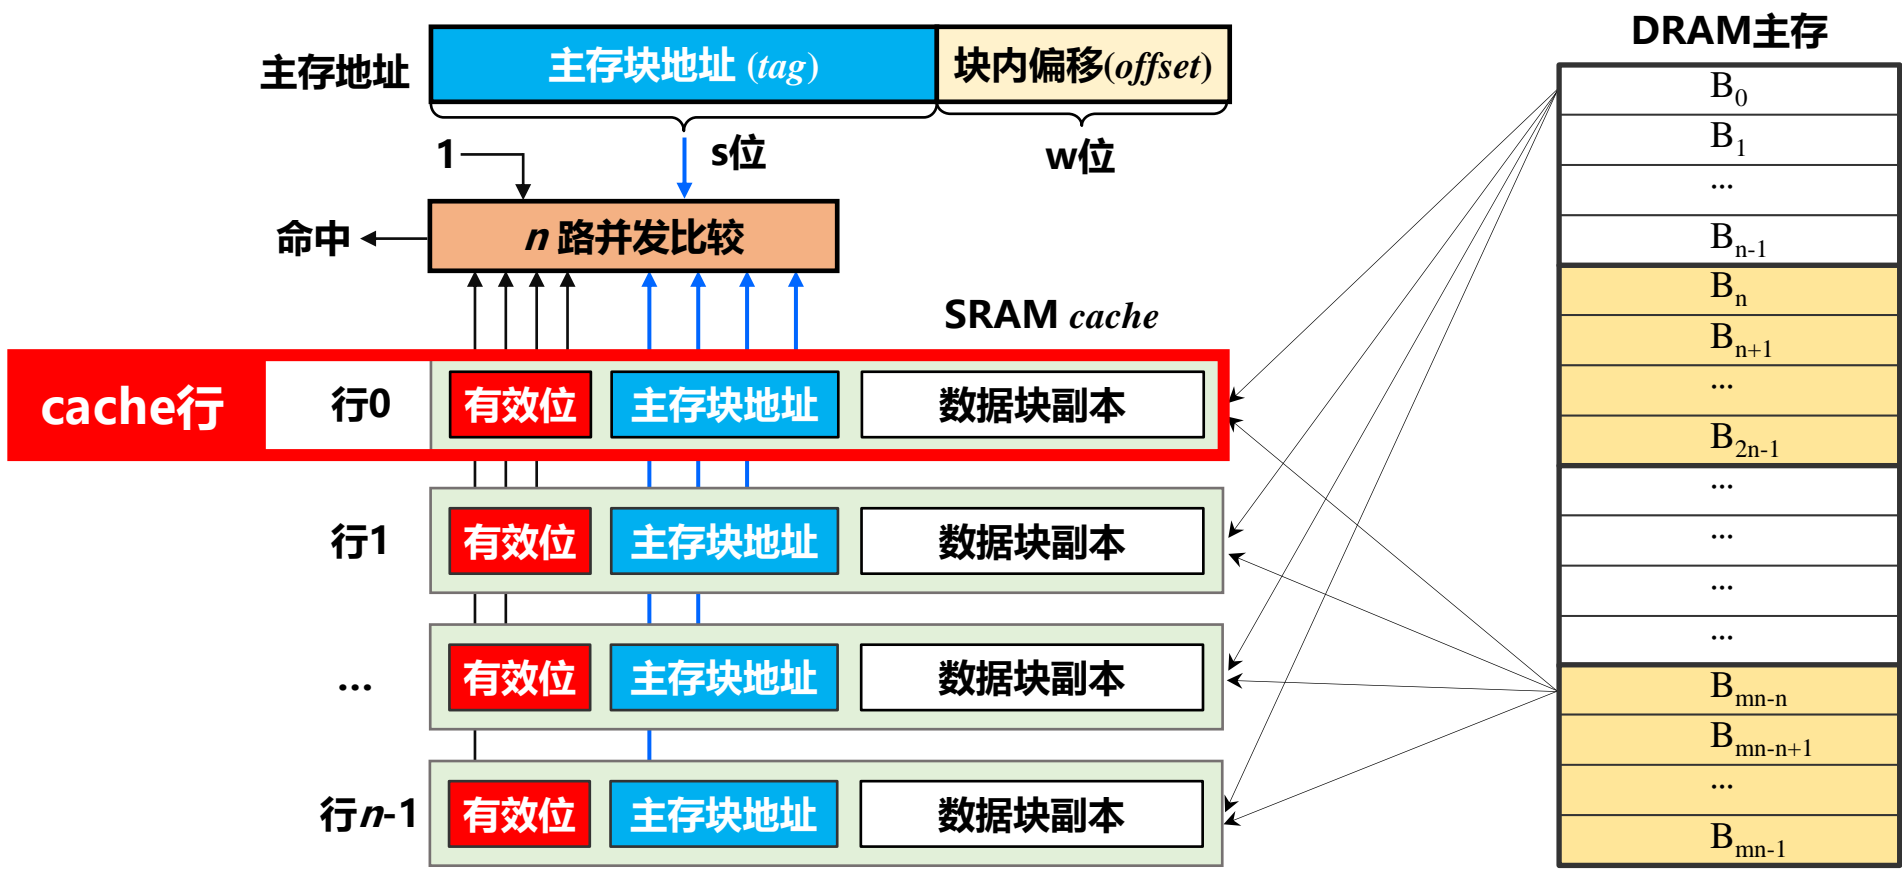 DRAM主存
主存地址
主存块地址 (tag)
块内偏移(offset)
1
s位
w位
命中
n 路并发比较
SRAM cache
cache行
行0
有效位
主存块地址
数据块副本
行1
有效位
主存块地址
数据块副本
...
有效位
主存块地址
数据块副本
行n-1
有效位
主存块地址
数据块副本
B0
B1
...
Bn-1
Bn
Bn+1
...
B2n-1
...
...
...
...
Bmn-n
Bmn-n+1
...
Bmn-1